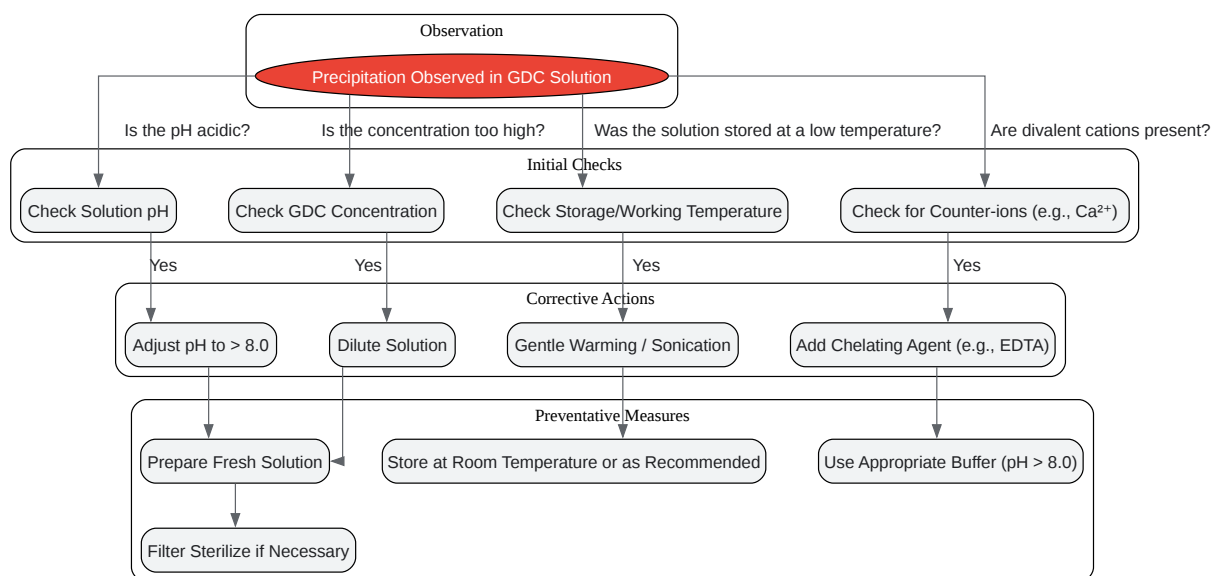 Observation
Precipitation Observed in GDC Solution
Is the pH acidic?
Is the concentration too high?
Was the solution stored at a low temperature?
Are divalent cations present?
Initial Checks
Check Solution pH
Check GDC Concentration
Check Storage/Working Temperature
Check for Counter-ions (e.g., Ca²⁺)
Yes
Yes
Yes
Yes
Corrective Actions
Adjust pH to > 8.0
Dilute Solution
Gentle Warming / Sonication
Add Chelating Agent (e.g., EDTA)
Preventative Measures
Prepare Fresh Solution
Store at Room Temperature or as Recommended
Use Appropriate Buffer (pH > 8.0)
Filter Sterilize if Necessary